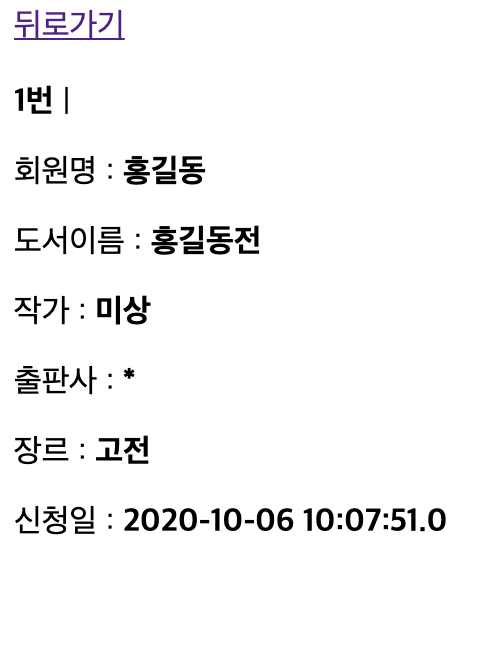 뒤로가기
1번 |
회원명 : 홍길동
도서이름 : 홍길동전
작가 : 미상
출판사 : *
장르 : 고전
신청일 : 2020-10-06 10:07:51.0